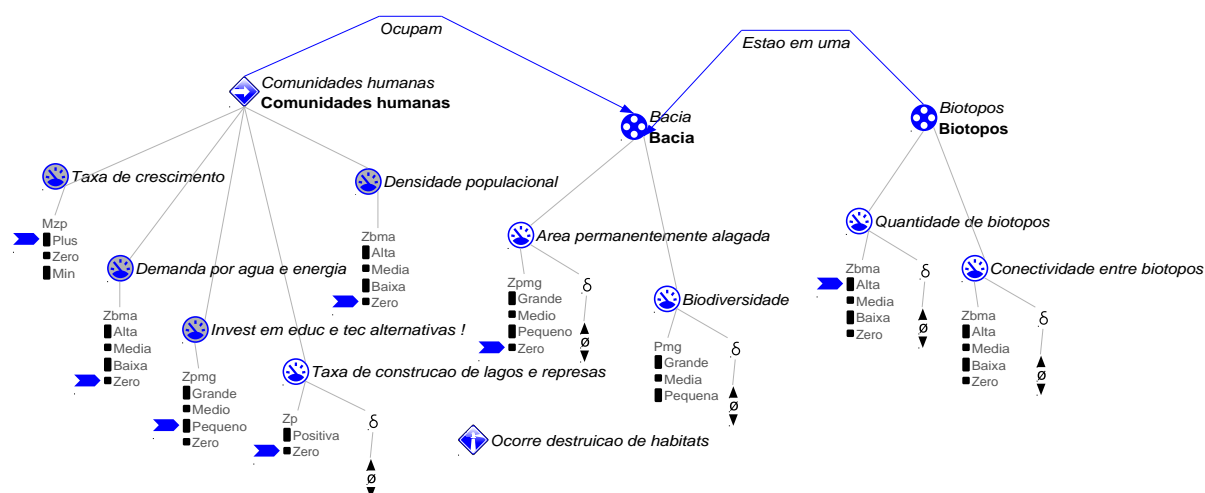 Ocupam
Estao em uma
Comunidades humanas
Comunidades humanas
Bacia
Bacia
Biotopos
Biotopos
Taxa de crescimento
Mzp
Plus
Zero
Min
Demanda por agua e energia
Zbma
Alta
Media
Baixa
Zero
Invest em educ e tec alternativas !
Zpmg
Grande
Medio
Pequeno
Zero
Taxa de construcao de lagos e represas
Zp
Positiva
Zero
δ
ø
Densidade populacional
Zbma
Alta
Media
Baixa
Zero
Area permanentemente alagada
Zpmg
Grande
Medio
Pequeno
Zero
δ
ø
Biodiversidade
Pmg
Grande
Media
Pequena
δ
ø
Quantidade de biotopos
Zbma
Alta
Media
Baixa
Zero
δ
ø
Conectividade entre biotopos
Zbma
Alta
Media
Baixa
Zero
δ
ø
Ocorre destruicao de habitats